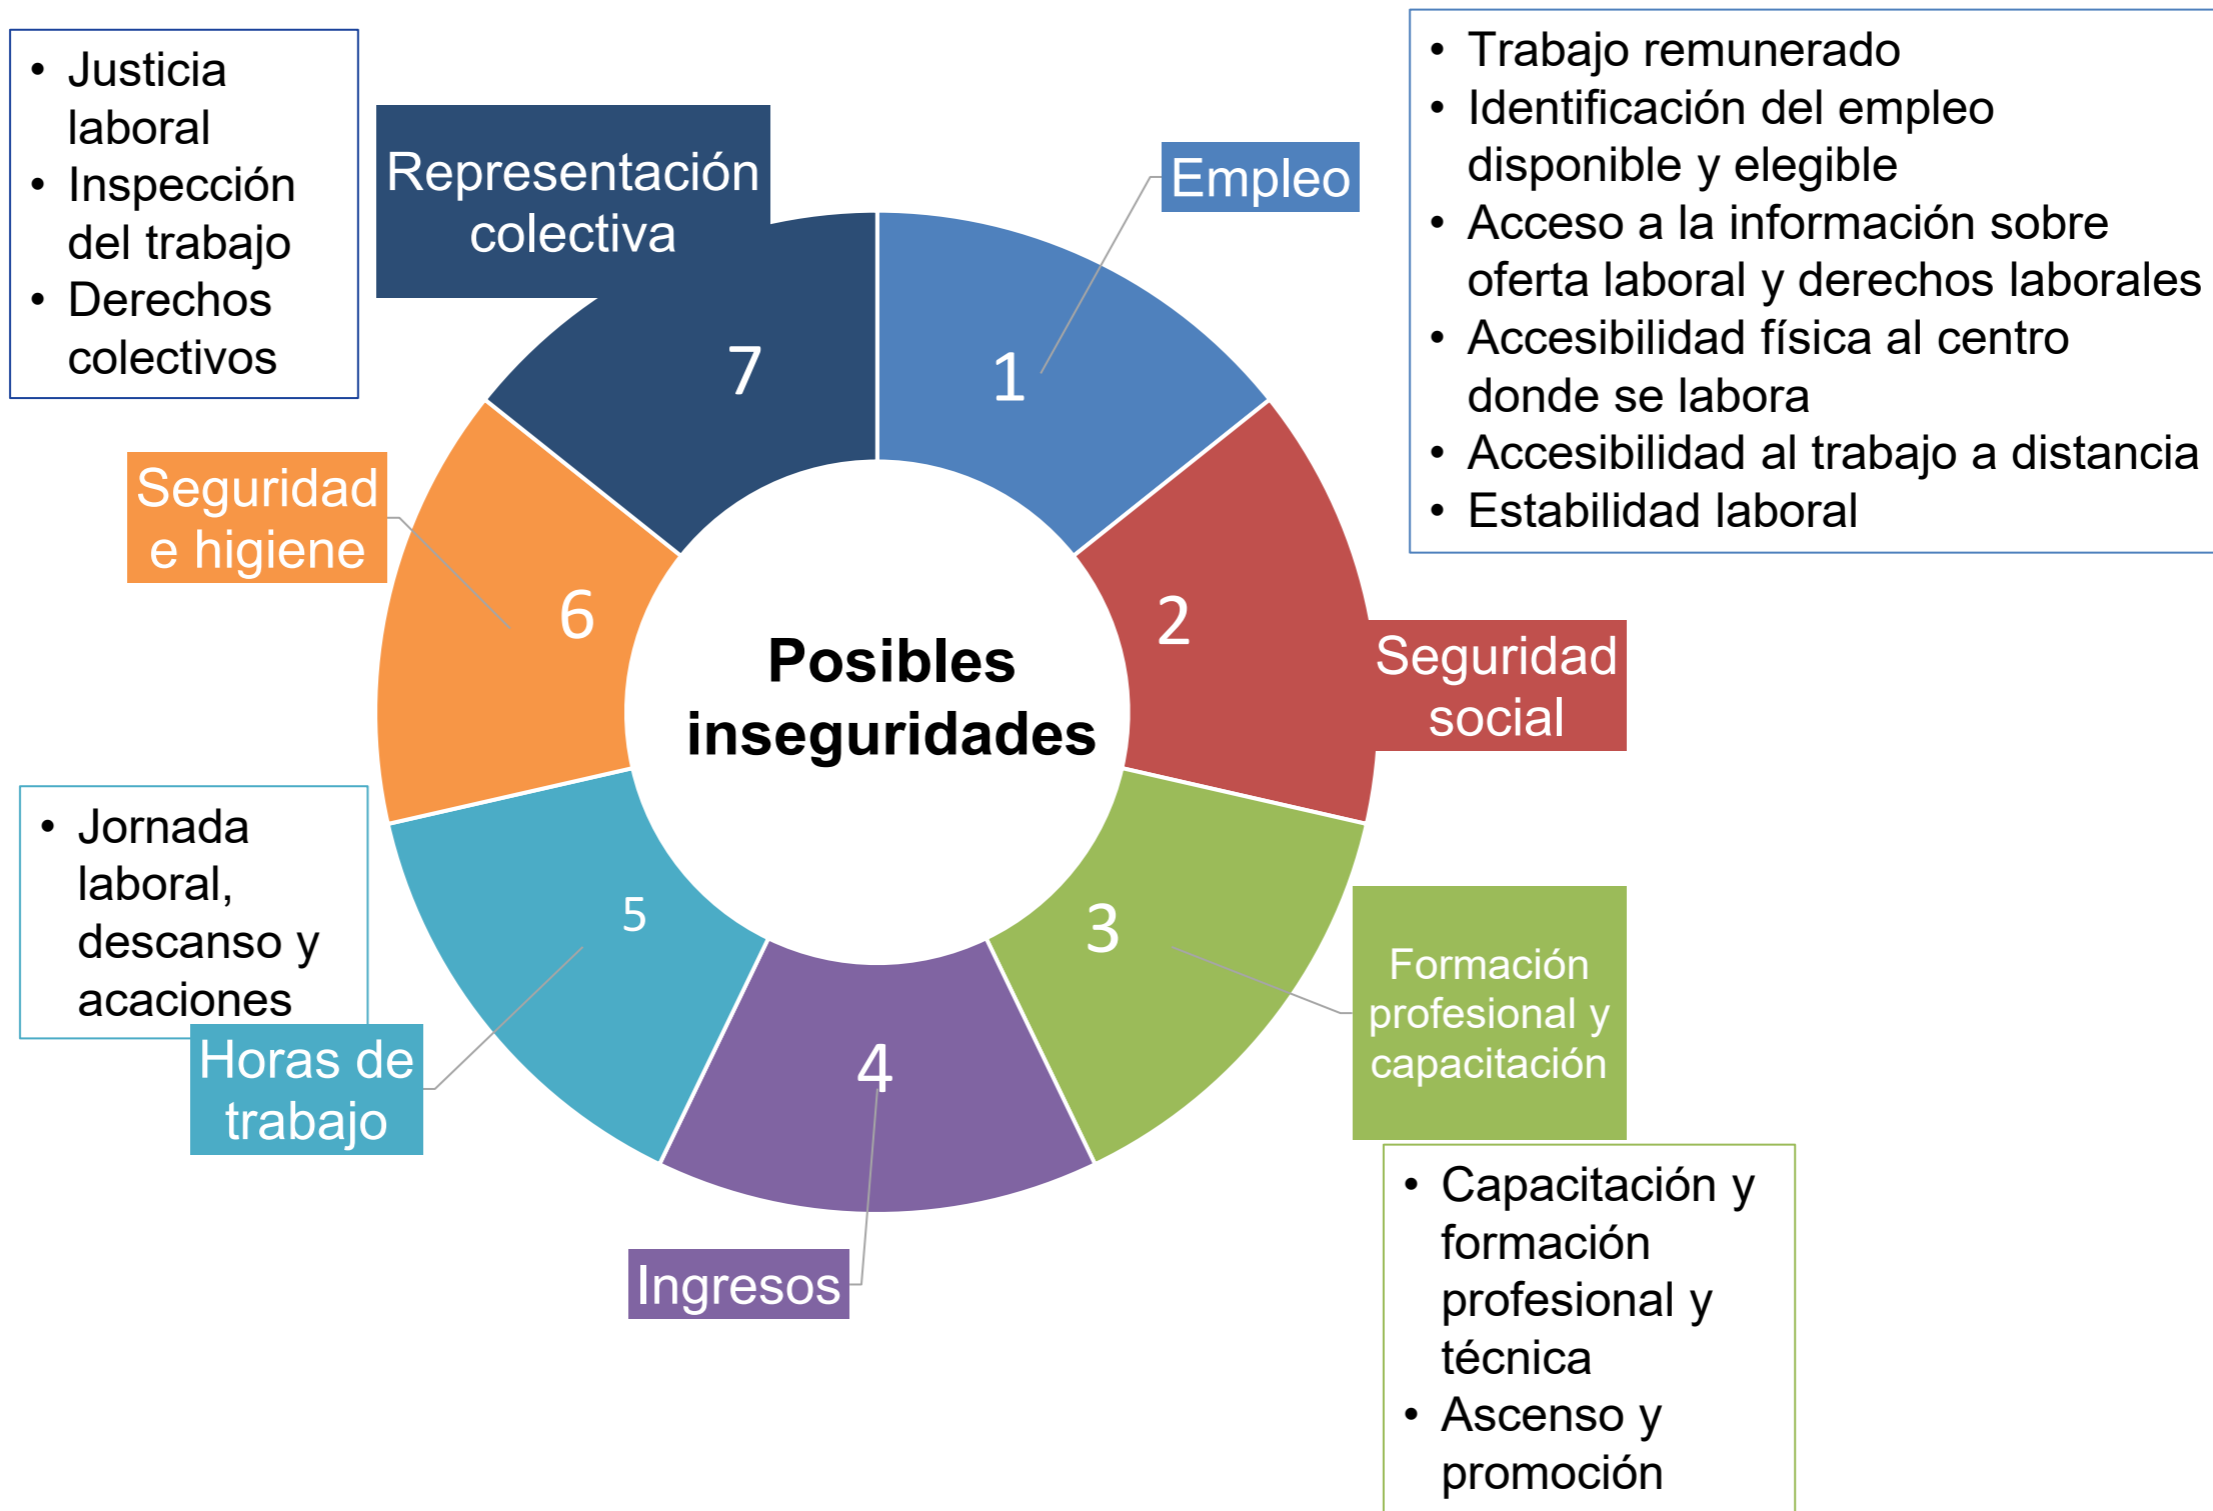 • Justicia
laboral
• Inspección
del trabajo
• Derechos
colectivos
Representación
colectiva
Empleo
• Trabajo remunerado
• Identificación del empleo
disponible y elegible
• Acceso a la información sobre
oferta laboral y derechos laborales
• Accesibilidad física al centro
donde se labora
• Accesibilidad al trabajo a distancia
• Estabilidad laboral
7
1
Seguridad
e higiene
6
2
Posibles
inseguridades
Seguridad
social
• Jornada
laboral,
descanso y
acaciones
5
3
Horas de
trabajo
Formación
profesional y
capacitación
4
Ingresos
• Capacitación y
formación
profesional y
técnica
• Ascenso y
promoción